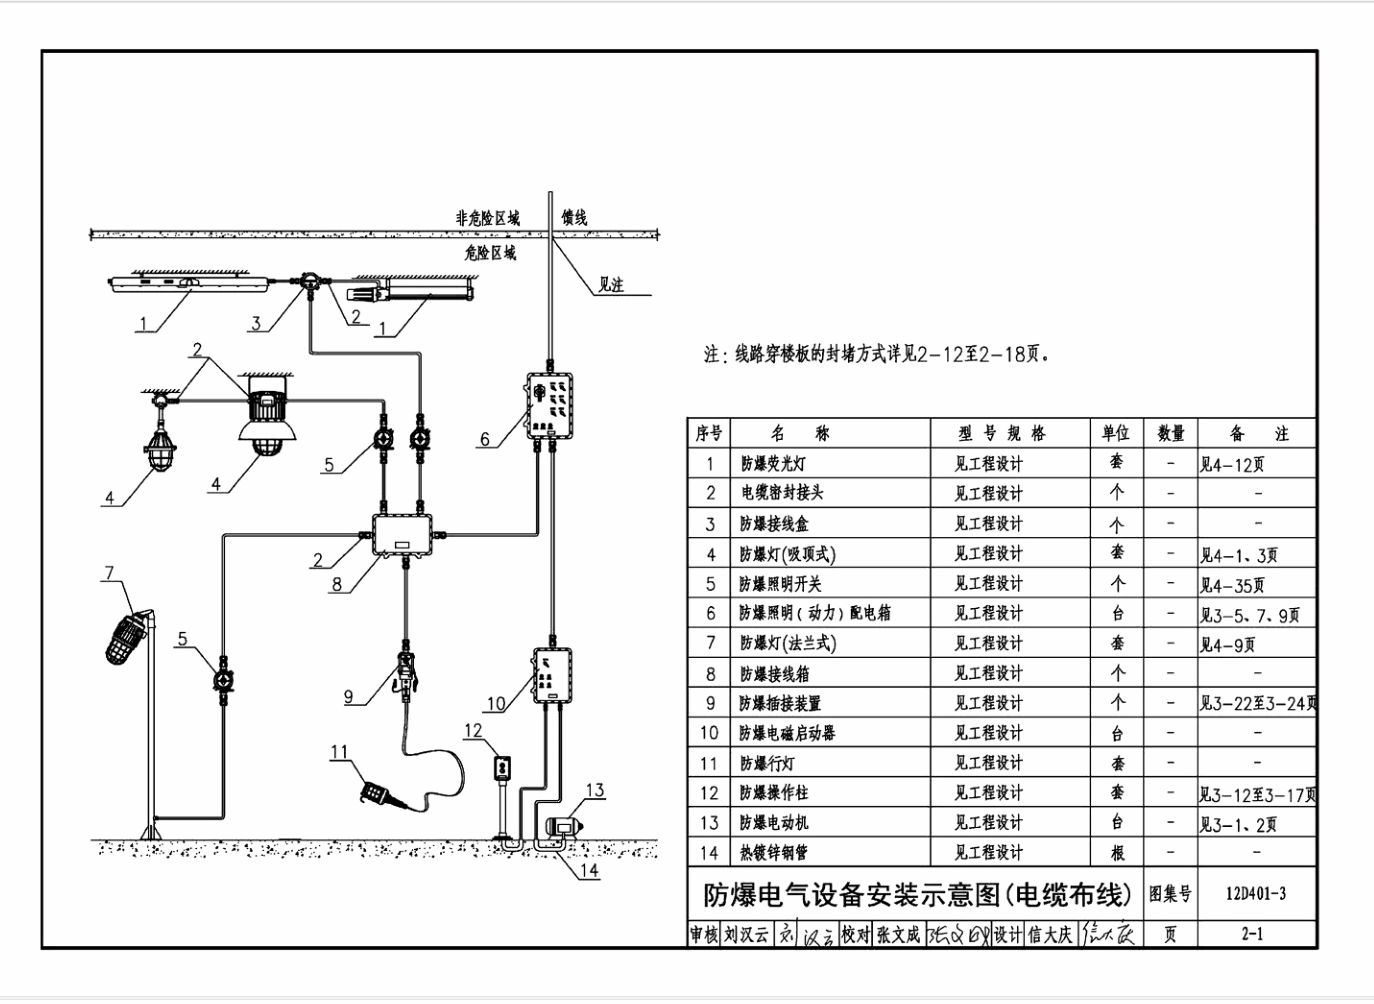 非危险区域 馈线
危险区域
见注
1
3
2
1
2
6
5
4
4
2
8
7
5
9
10
12
11
13
14
注：线路穿楼板的封堵方式详见2-12至2-18页。
序号 名 称 型 号 规 格 单位 数量 备 注
1 防爆荧光灯 见工程设计 套 - 见4-12页
2 电缆密封接头 见工程设计 个 - -
3 防爆接线盒 见工程设计 个 - -
4 防爆灯(吸顶式) 见工程设计 套 - 见4-1、3页
5 防爆照明开关 见工程设计 个 - 见4-35页
6 防爆照明(动力)配电箱 见工程设计 台 - 见3-5、7、9页
7 防爆灯(法兰式) 见工程设计 套 - 见4-9页
8 防爆接线箱 见工程设计 个 - -
9 防爆插接装置 见工程设计 个 - 见3-22至3-24页
10 防爆电磁启动器 见工程设计 台 - -
11 防爆行灯 见工程设计 套 - -
12 防爆操作柱 见工程设计 套 - 见3-12至3-17页
13 防爆电动机 见工程设计 台 - 见3-1、2页
14 热镀锌钢管 见工程设计 根 - -
防爆电气设备安装示意图(电缆布线) 图集号 12D401-3
审核 刘汉云 校对 张文成 设计 信大庆 信大庆 页 2-1